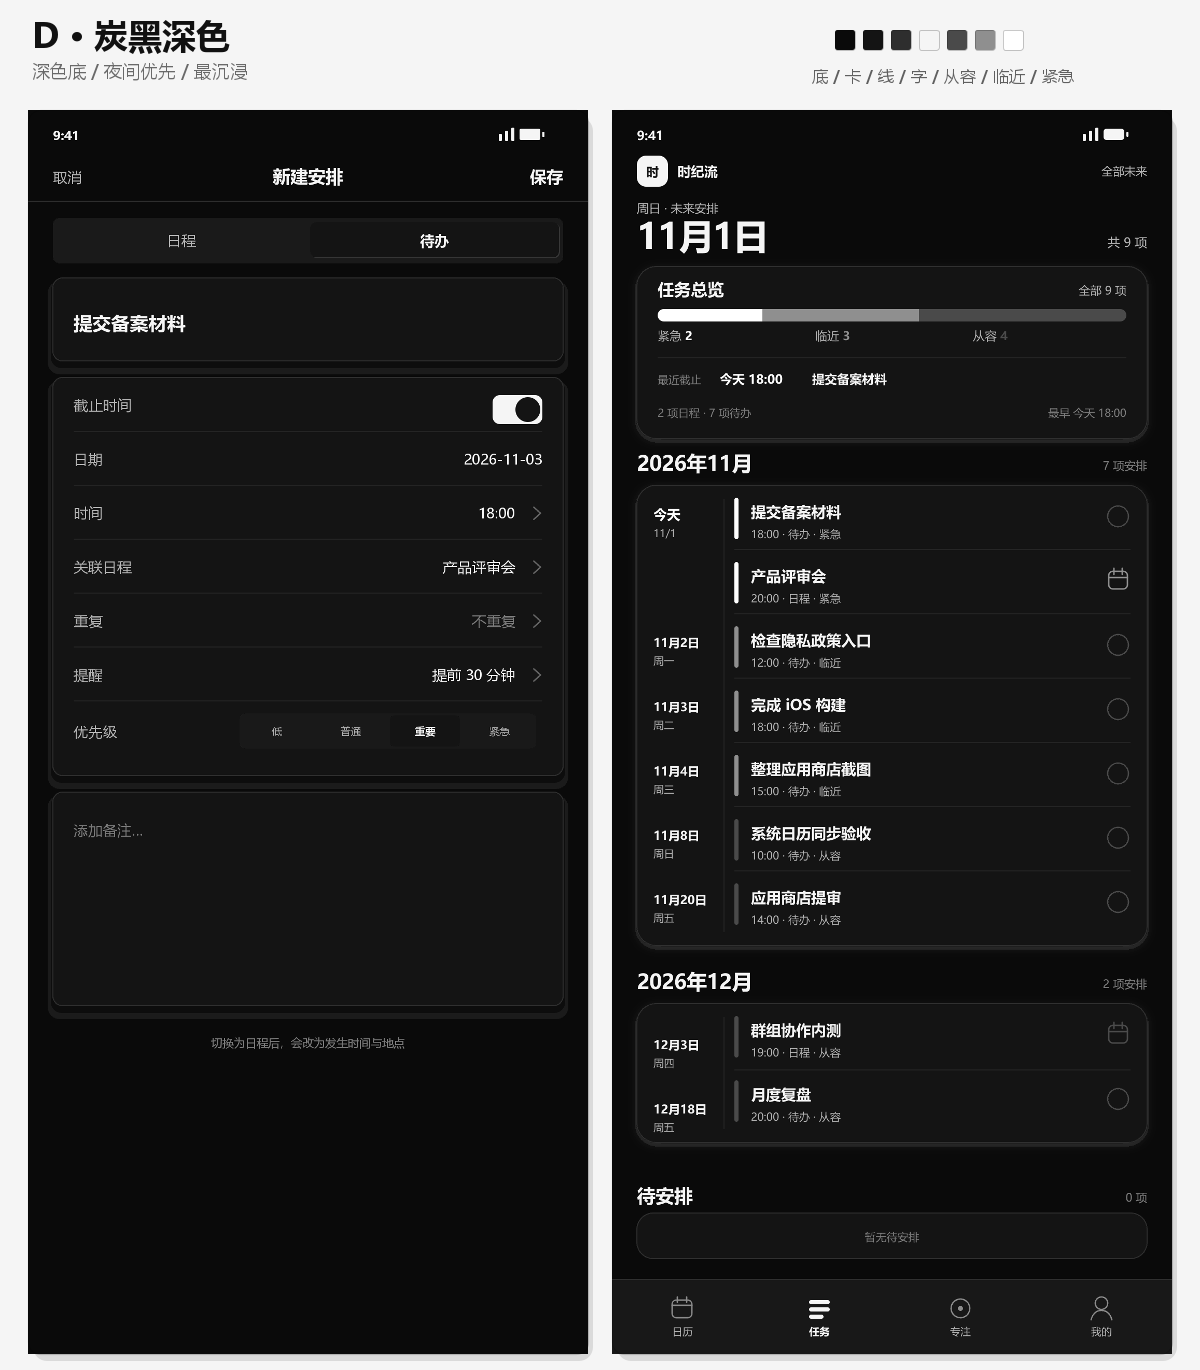 D · 炭黑深色
深色底 / 夜间优先 / 最沉浸
底 / 卡 / 线 / 字 / 从容 / 临近 / 紧急
9:41
取消
新建安排
保存
日程
待办
提交备案材料
截止时间
日期
2026-11-03
时间
18:00
关联日程
产品评审会
重复
不重复
提醒
提前 30 分钟
优先级
低
普通
重要
紧急
添加备注...
切换为日程后，会改为发生时间与地点
9:41
时
时纪流
全部未来
周日 · 未来安排
11月1日
共 9 项
任务总览
全部 9 项
紧急 2
临近 3
从容 4
最近截止
今天 18:00
提交备案材料
2 项日程 · 7 项待办
最早 今天 18:00
2026年11月
7 项安排
今天
11/1
提交备案材料
18:00 · 待办 · 紧急
产品评审会
20:00 · 日程 · 紧急
11月2日
周一
检查隐私政策入口
12:00 · 待办 · 临近
11月3日
周二
完成 iOS 构建
18:00 · 待办 · 临近
11月4日
周三
整理应用商店截图
15:00 · 待办 · 临近
11月8日
周日
系统日历同步验收
10:00 · 待办 · 从容
11月20日
周五
应用商店提审
14:00 · 待办 · 从容
2026年12月
2 项安排
12月3日
周四
群组协作内测
19:00 · 日程 · 从容
12月18日
周五
月度复盘
20:00 · 待办 · 从容
待安排
0 项
暂无待安排
日历
任务
专注
我的